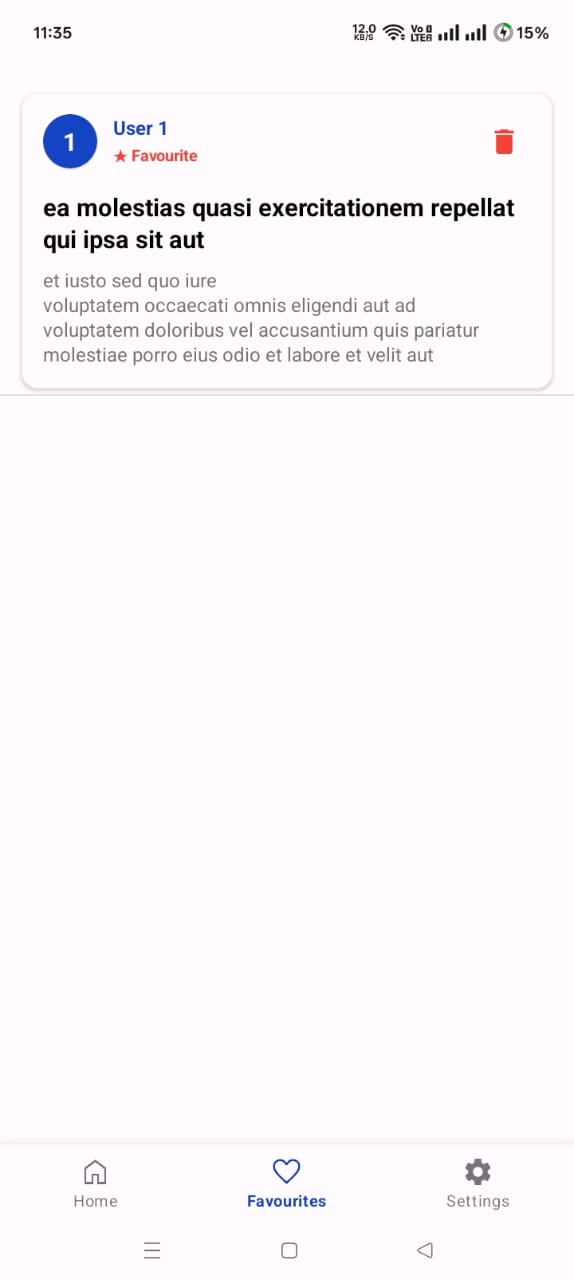 11:35 12.0 KB/S Vo LTE 15%
1 User 1
★ Favourite
ea molestias quasi exercitationem repellat
qui ipsa sit aut
et iusto sed quo iure
voluptatem occaecati omnis eligendi aut ad
voluptatem doloribus vel accusantium quis pariatur
molestiae porro eius odio et labore et velit aut
Home Favourites Settings